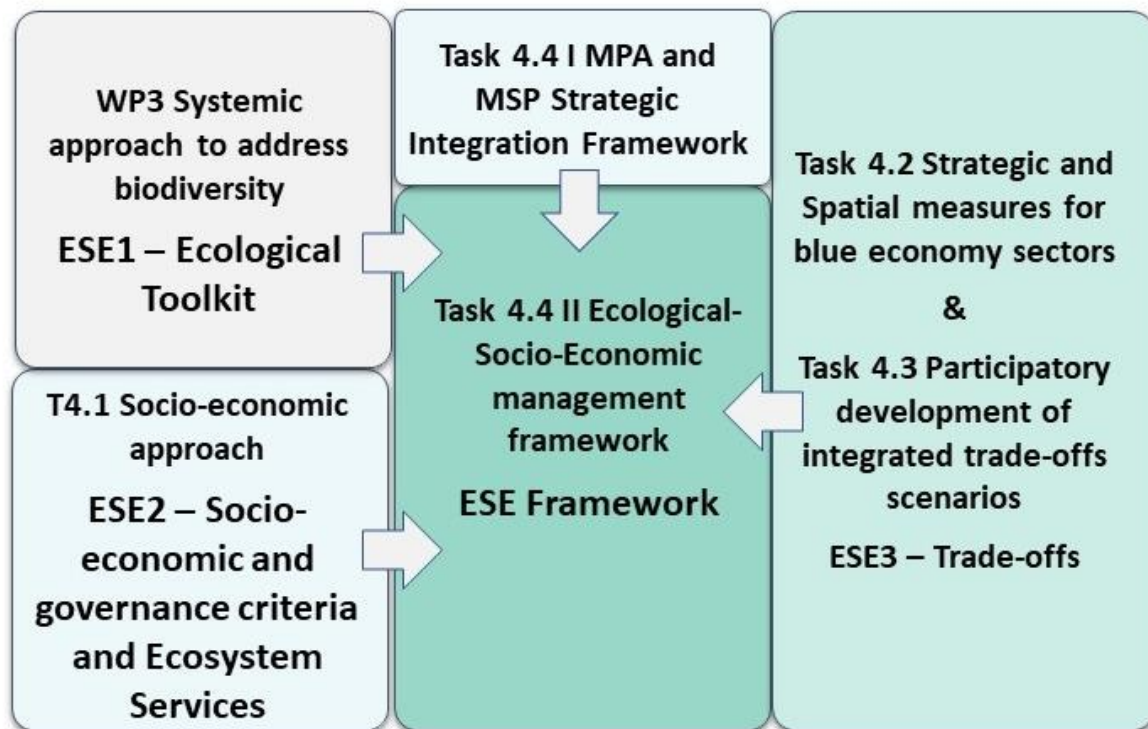 WP3 Systemic
approach to address
biodiversity
ESE1 – Ecological
Toolkit
T4.1 Socio-economic
approach
ESE2 – Socio-
economic and
governance criteria
and Ecosystem
Services
Task 4.4 I MPA and
MSP Strategic
Integration Framework
Task 4.4 II Ecological-
Socio-Economic
management
framework
ESE Framework
Task 4.2 Strategic and
Spatial measures for
blue economy sectors
&
Task 4.3 Participatory
development of
integrated trade-offs
scenarios
ESE3 – Trade-offs